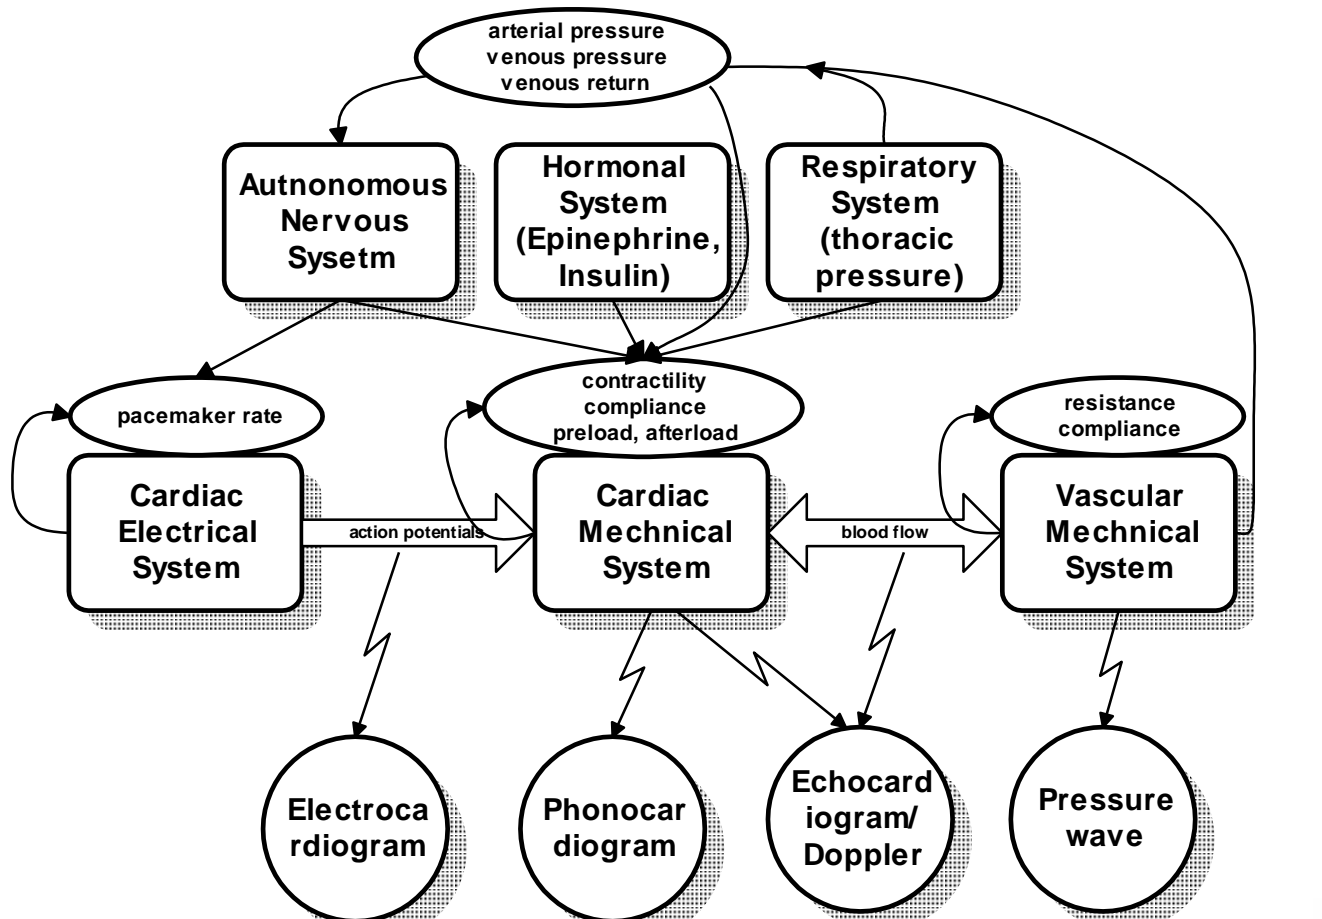 arterial pressure
venous pressure
venous return
Autnonomous
Nervous
Sysetm
Hormonal
System
(Epinephrine,
Insulin)
Respiratory
System
(thoracic
pressure)
pacemaker rate
contractility
compliance
preload, afterload
resistance
compliance
Cardiac
Electrical
System
action potentials
Cardiac
Mechnical
System
blood flow
Vascular
Mechnical
System
Electroca
rdiogram
Phonocar
diogram
Echocard
iogram/
Doppler
Pressure
wave